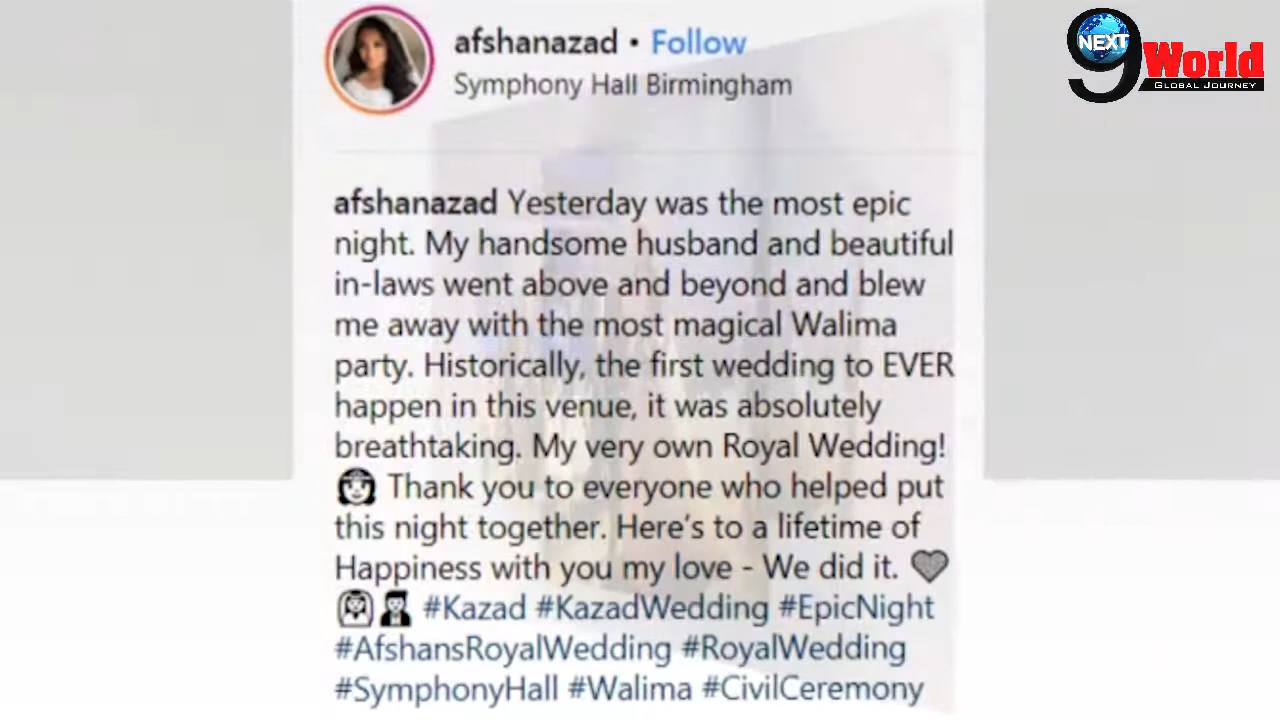 afshanazad • Follow
Symphony Hall Birmingham
NEXT
9 World
GLOBAL JOURNEY
afshanazad Yesterday was the most epic
night. My handsome husband and beautiful
in-laws went above and beyond and blew
me away with the most magical Walima
party. Historically, the first wedding to EVER
happen in this venue, it was absolutely
breathtaking. My very own Royal Wedding!
👸 Thank you to everyone who helped put
this night together. Here's to a lifetime of
Happiness with you my love - We did it. 🖤
👰🤵 #Kazad #KazadWedding #EpicNight
#AfshansRoyalWedding #RoyalWedding
#SymphonyHall #Walima #CivilCeremony